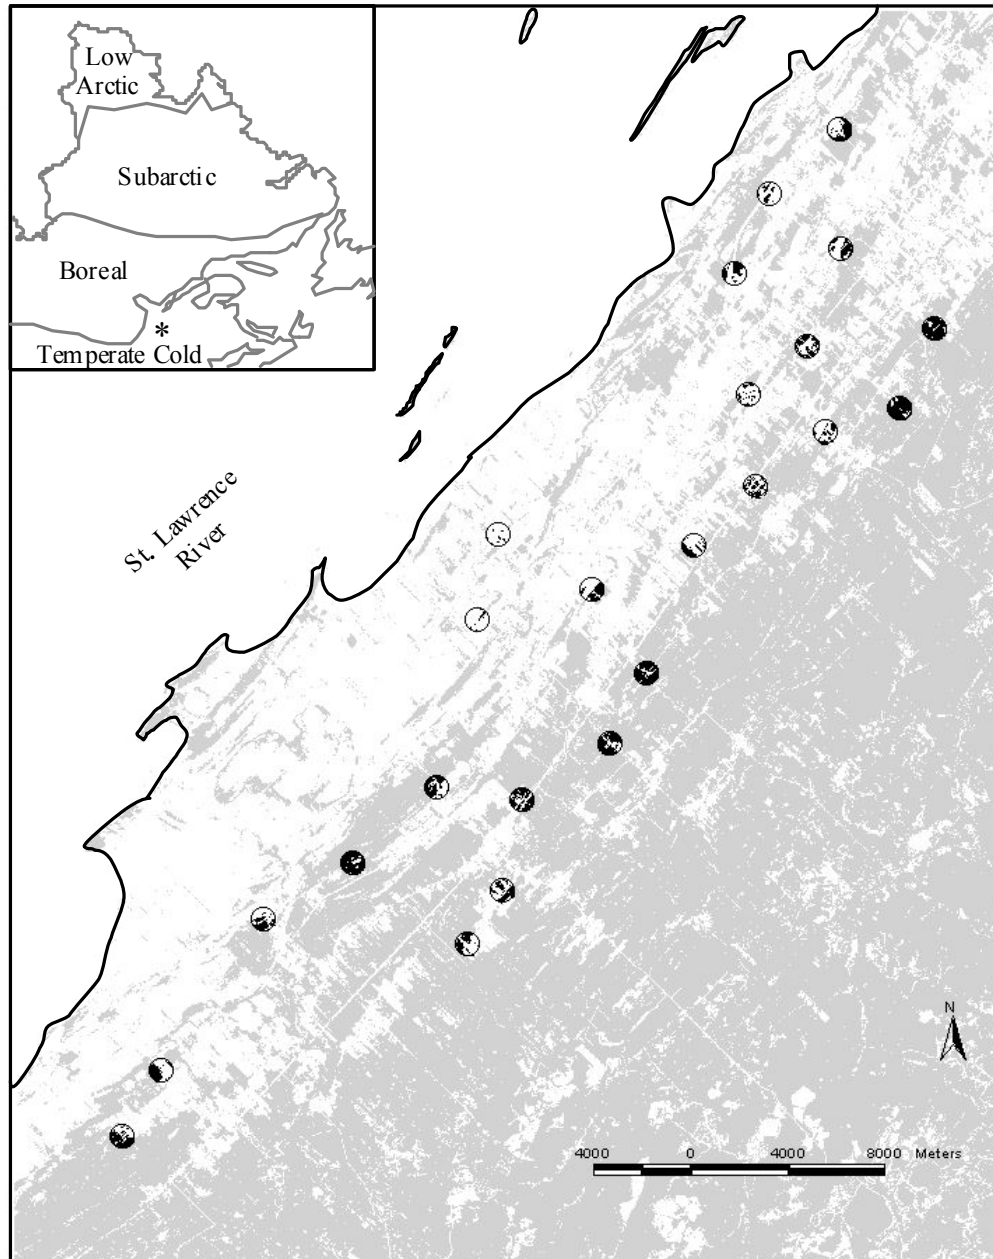 Low
Arctic
Subarctic
Boreal
*
Temperate Cold
St. Lawrence
River
N
4000 0 4000 8000 Meters